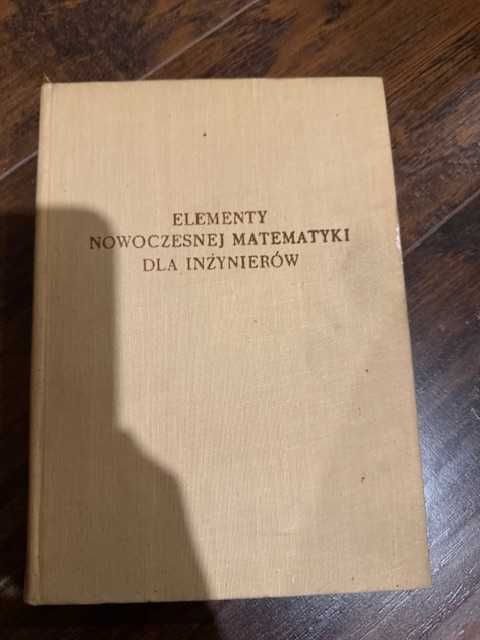 ELEMENTY
NOWOCZESNEJ MATEMATYKI
DLA INŻYNIERÓW